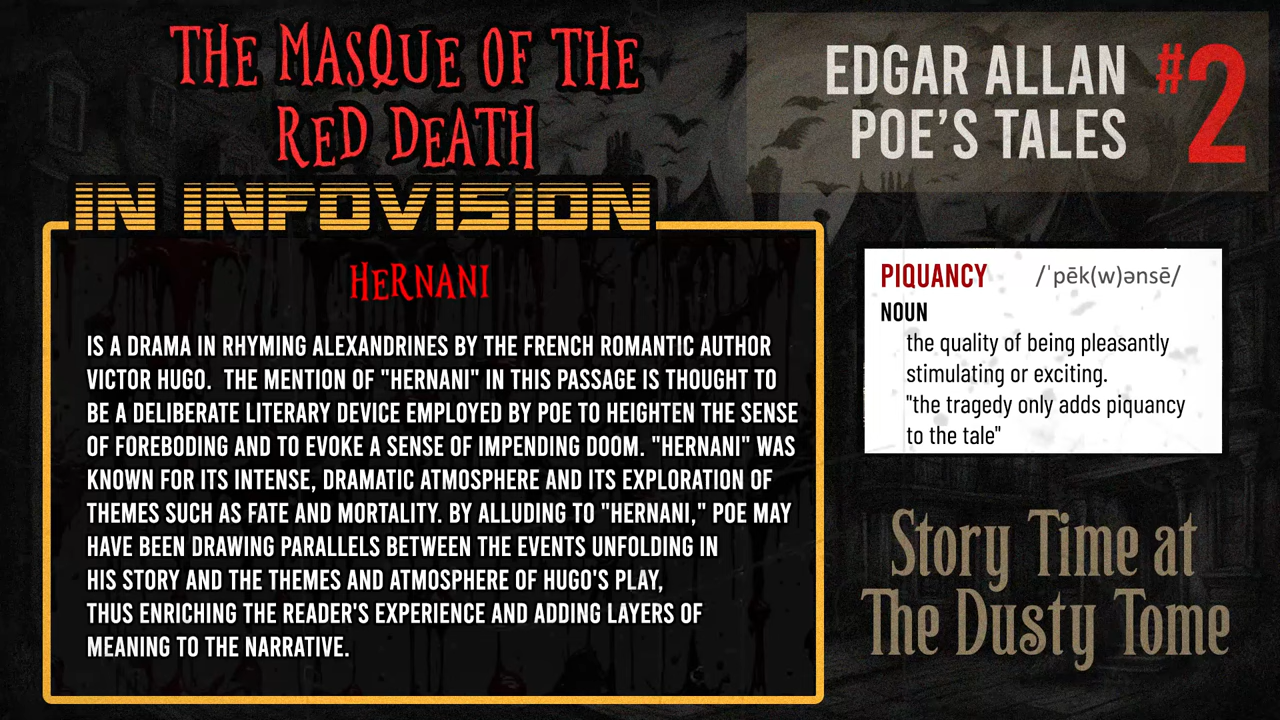 THE MASQUE OF THE
RED DEATH
IN INFOVISION
EDGAR ALLAN
POE'S TALES
#2
HERNANI
IS A DRAMA IN RHYMING ALEXANDRINES BY THE FRENCH ROMANTIC AUTHOR
VICTOR HUGO.  THE MENTION OF "HERNANI" IN THIS PASSAGE IS THOUGHT TO
BE A DELIBERATE LITERARY DEVICE EMPLOYED BY POE TO HEIGHTEN THE SENSE
OF FOREBODING AND TO EVOKE A SENSE OF IMPENDING DOOM. "HERNANI" WAS
KNOWN FOR ITS INTENSE, DRAMATIC ATMOSPHERE AND ITS EXPLORATION OF
THEMES SUCH AS FATE AND MORTALITY. BY ALLUDING TO "HERNANI," POE MAY
HAVE BEEN DRAWING PARALLELS BETWEEN THE EVENTS UNFOLDING IN
HIS STORY AND THE THEMES AND ATMOSPHERE OF HUGO'S PLAY,
THUS ENRICHING THE READER'S EXPERIENCE AND ADDING LAYERS OF
MEANING TO THE NARRATIVE.
PIQUANCY /ˈpēk(w)ənsē/
NOUN
the quality of being pleasantly
stimulating or exciting.
"the tragedy only adds piquancy
to the tale"
Story Time at
The Dusty Tome